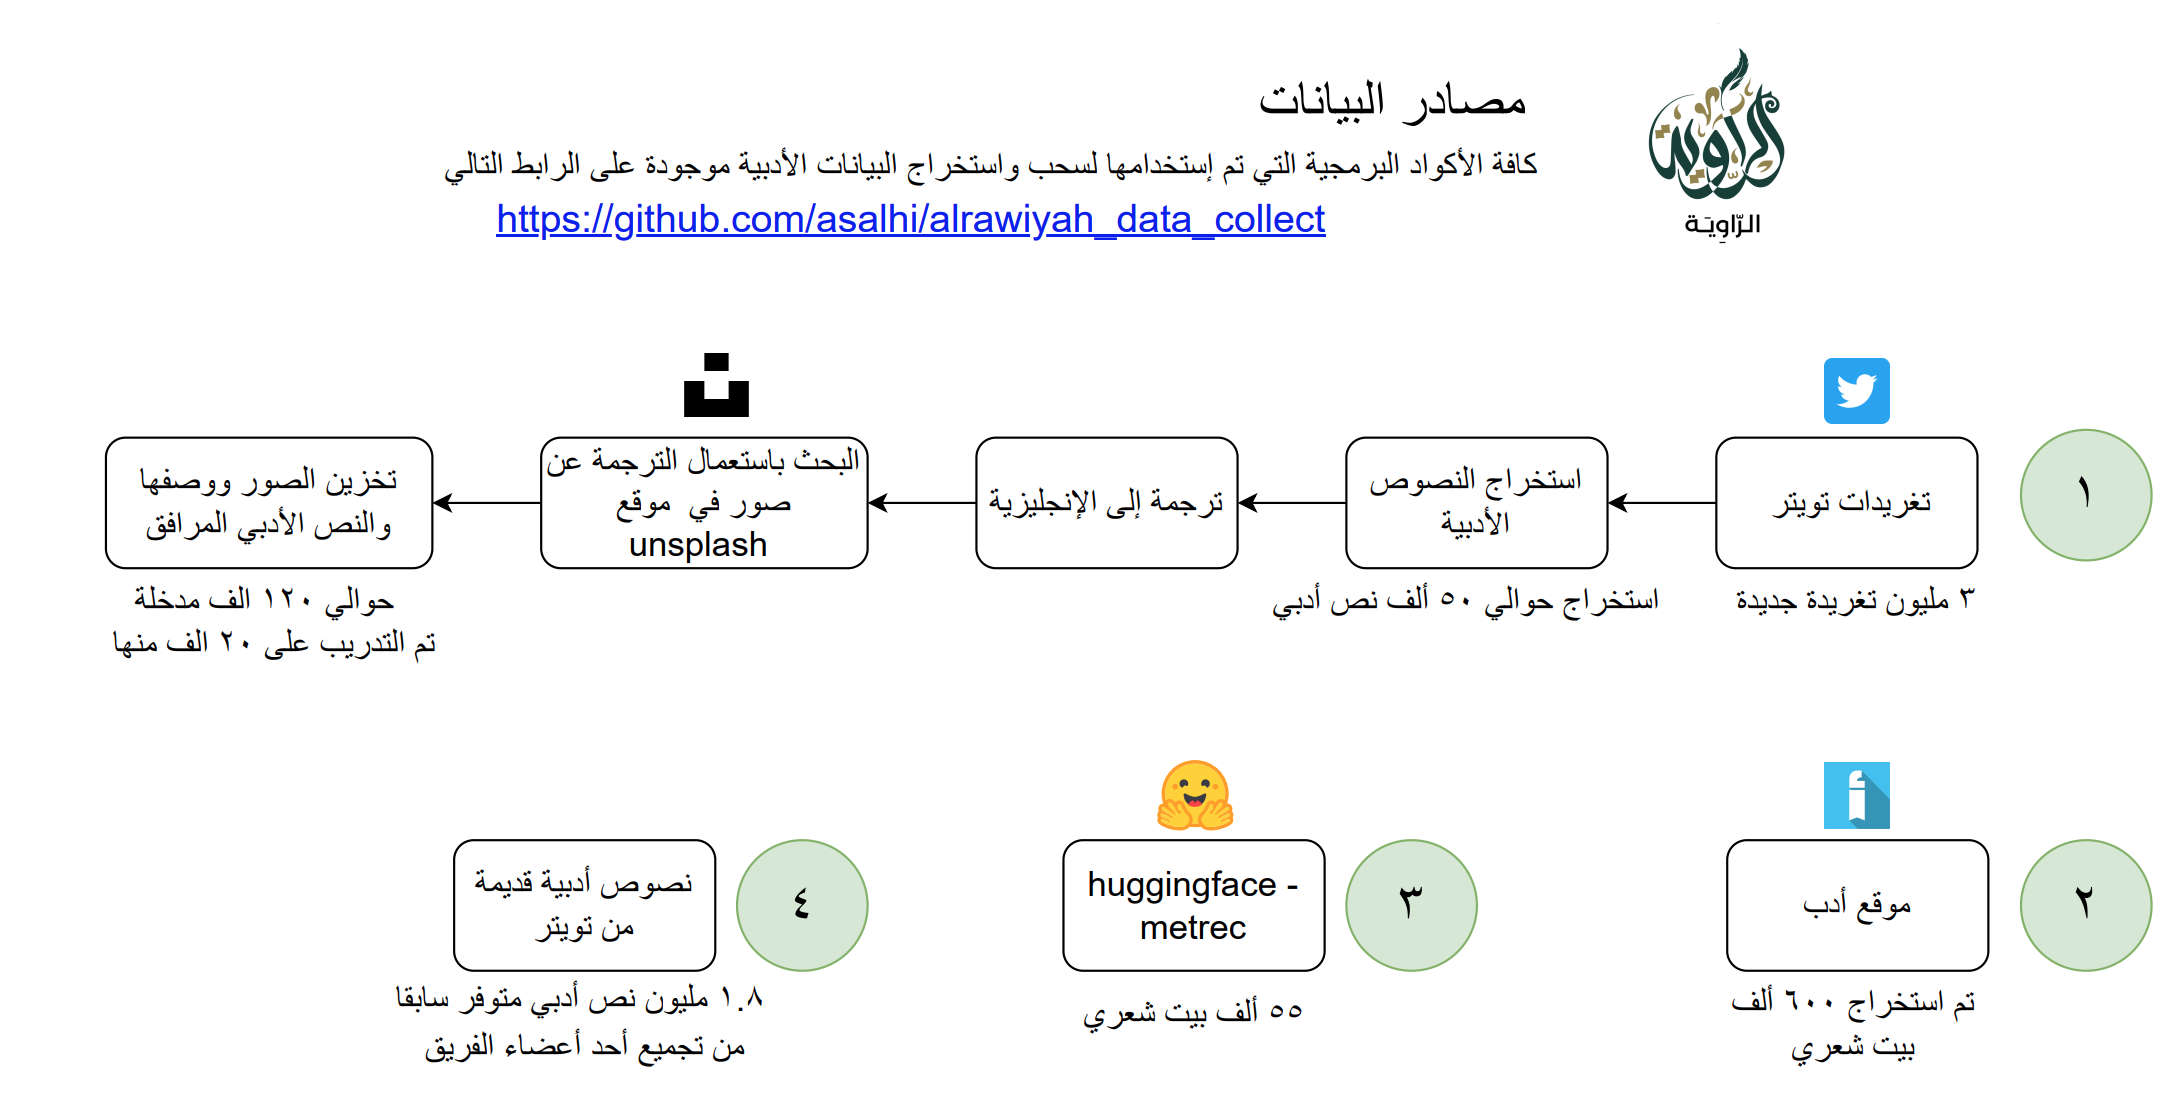 الراوية
الرّاوِيَة
مصادر البيانات
كافة الأكواد البرمجية التي تم إستخدامها لسحب واستخراج البيانات الأدبية موجودة على الرابط التالي
https://github.com/asalhi/alrawiyah_data_collect
١
تغريدات تويتر
٣ مليون تغريدة جديدة
استخراج النصوص
الأدبية
استخراج حوالي ٥٠ ألف نص أدبي
ترجمة إلى الإنجليزية
البحث باستعمال الترجمة عن
صور في موقع
unsplash
تخزين الصور ووصفها
والنص الأدبي المرافق
حوالي ١٢٠ الف مدخلة
تم التدريب على ٢٠ الف منها
٢
أ
موقع أدب
تم استخراج ٦٠٠ ألف
بيت شعري
٣
huggingface -
metrec
٥٥ ألف بيت شعري
٤
نصوص أدبية قديمة
من تويتر
١.٨ مليون نص أدبي متوفر سابقا
من تجميع أحد أعضاء الفريق